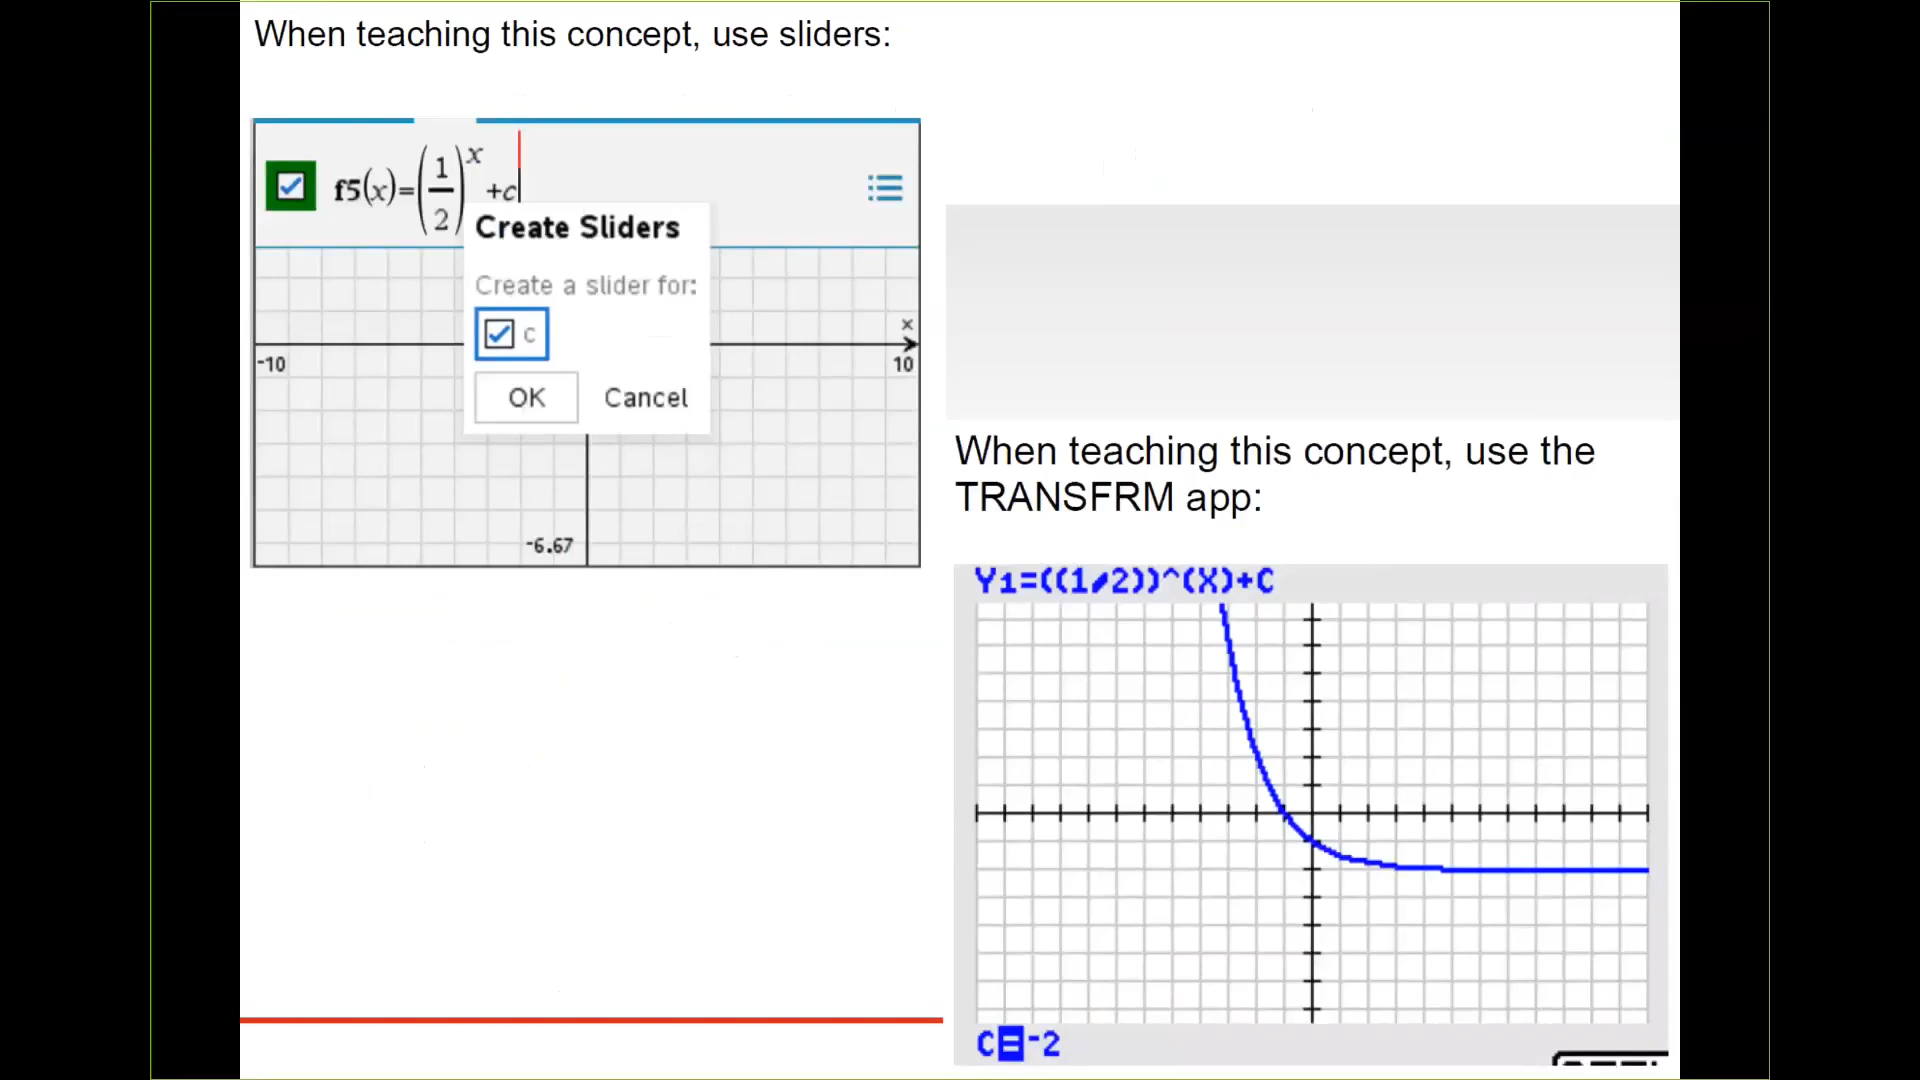 When teaching this concept, use sliders:
f5(x)=(1/2)^x +c
Create Sliders
Create a slider for:
c
OK Cancel
x
-10 10
-6.67
When teaching this concept, use the
TRANSFRM app:
Y1=((1/2))^(X)+C
C=-2